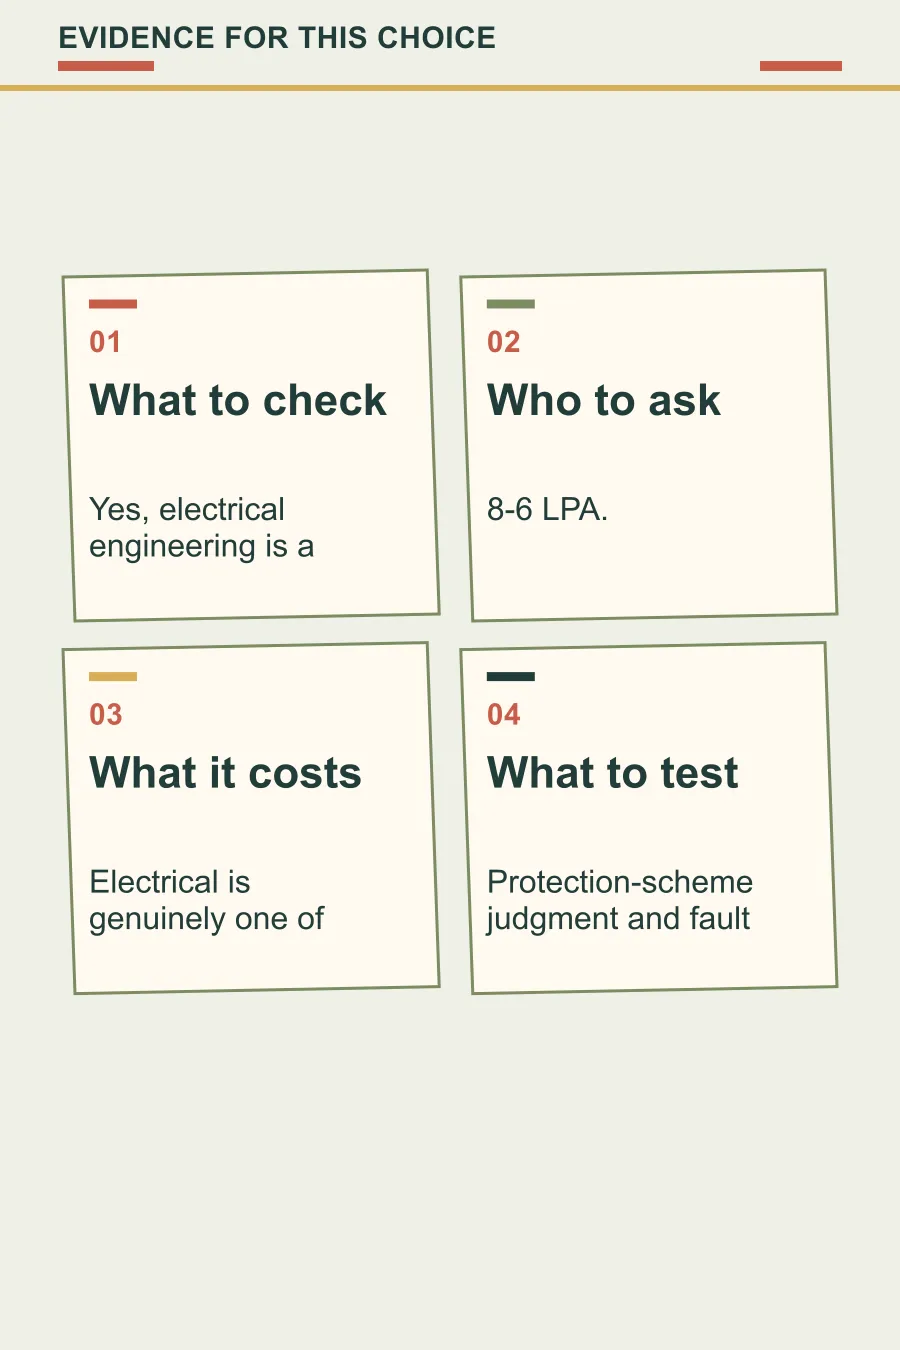 EVIDENCE FOR THIS CHOICE
01
What to check
Yes, electrical
engineering is a
02
Who to ask
8-6 LPA.
03
What it costs
Electrical is
genuinely one of
04
What to test
Protection-scheme
judgment and fault